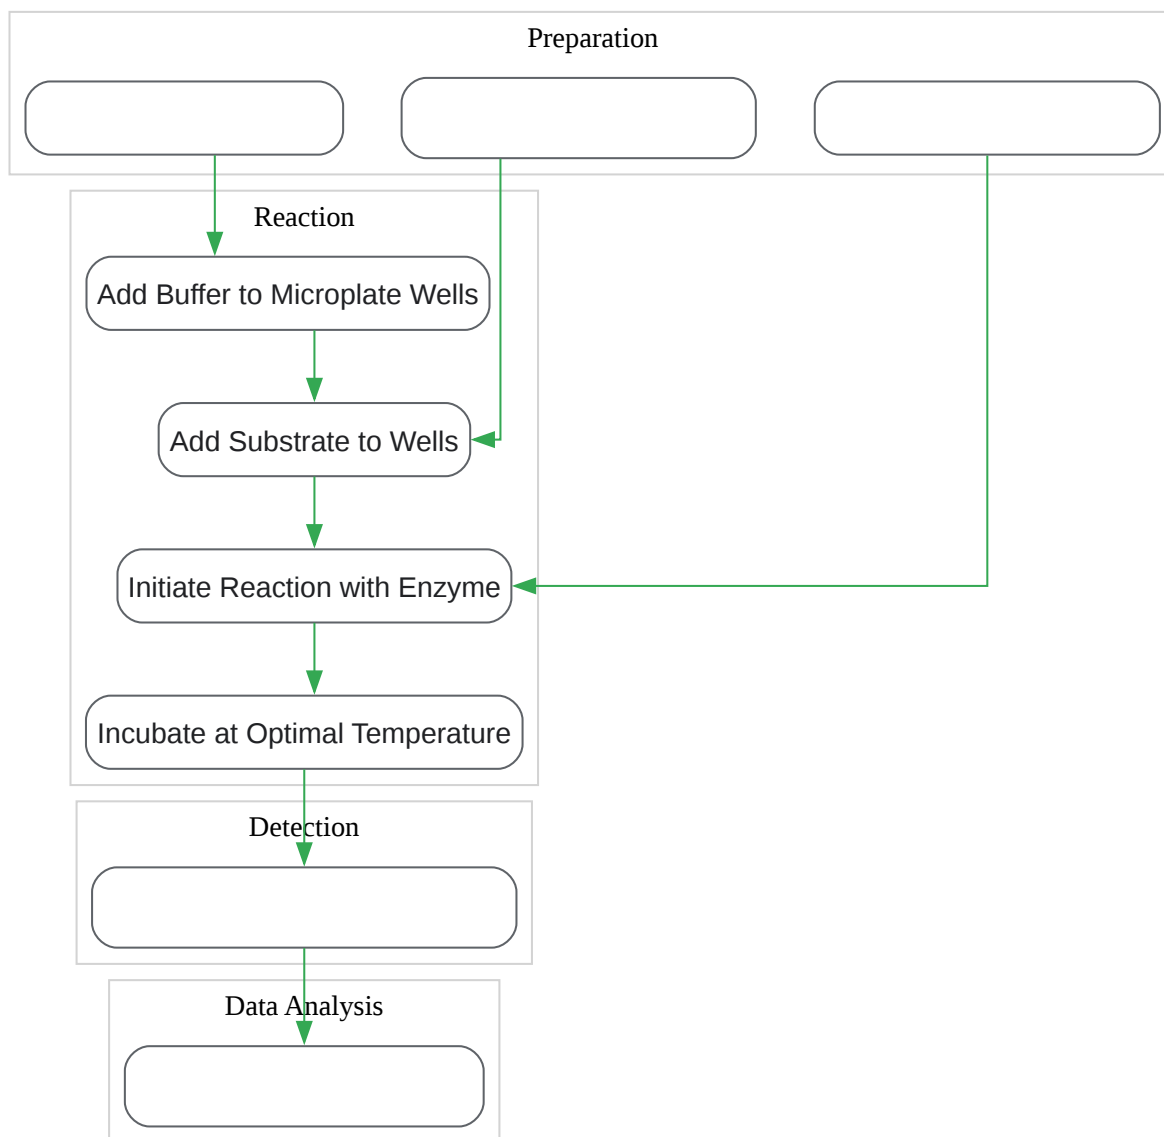 Preparation
Reaction
Add Buffer to Microplate Wells
Add Substrate to Wells
Initiate Reaction with Enzyme
Incubate at Optimal Temperature
Detection
Data Analysis